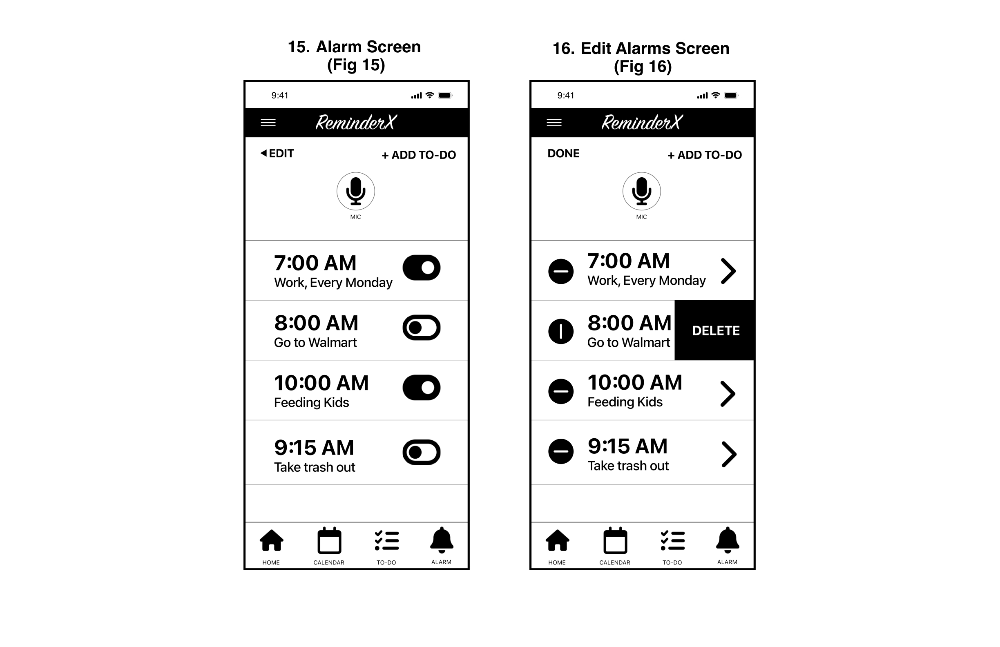 15. Alarm Screen
(Fig 15)
9:41
ReminderX
EDIT
+ ADD TO-DO
MIC
7:00 AM
Work, Every Monday
8:00 AM
Go to Walmart
10:00 AM
Feeding Kids
9:15 AM
Take trash out
HOME
CALENDAR
TO-DO
ALARM
16. Edit Alarms Screen
(Fig 16)
9:41
ReminderX
DONE
+ ADD TO-DO
MIC
7:00 AM
Work, Every Monday
8:00 AM
Go to Walmart
DELETE
10:00 AM
Feeding Kids
9:15 AM
Take trash out
HOME
CALENDAR
TO-DO
ALARM